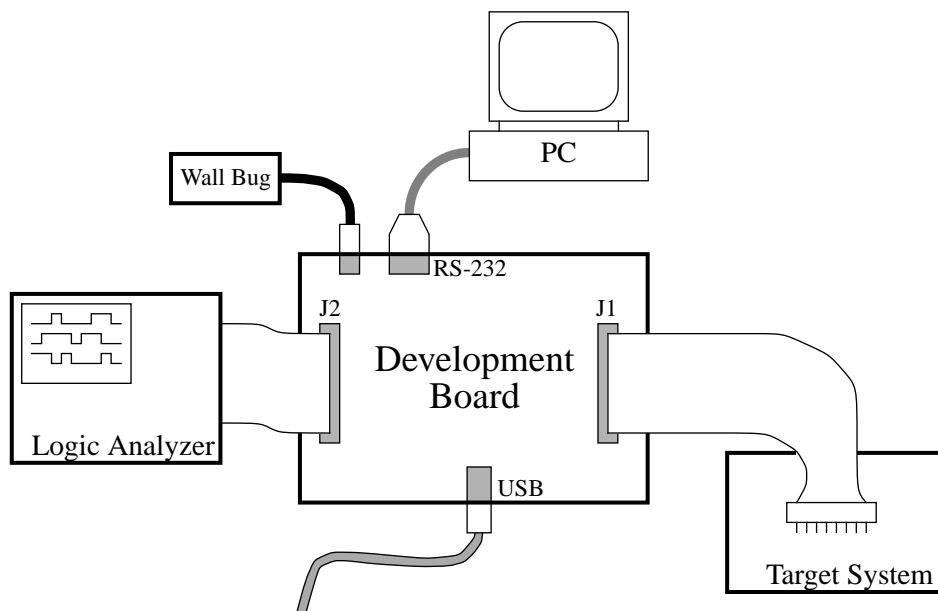 PC
Wall Bug
RS-232
J2
J1
Development
Board
Logic Analyzer
USB
Target System